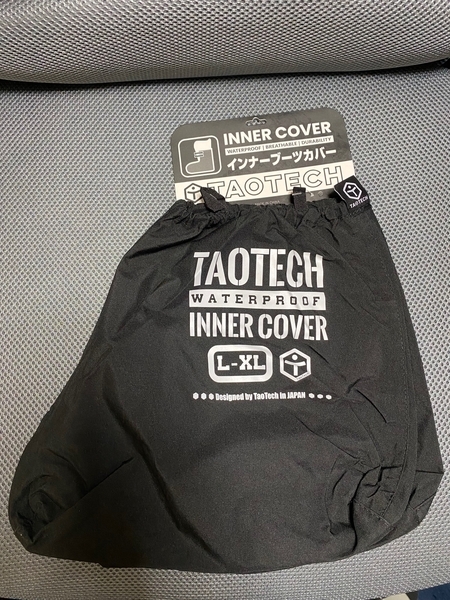 INNER COVER
WATERPROOF | BREATHABLE | DURABILITY
インナーブーツカバー
TAOTECH
TAOTECH
TAOTECH
WATERPROOF
INNER COVER
L-XL
Designed by TaoTech in JAPAN